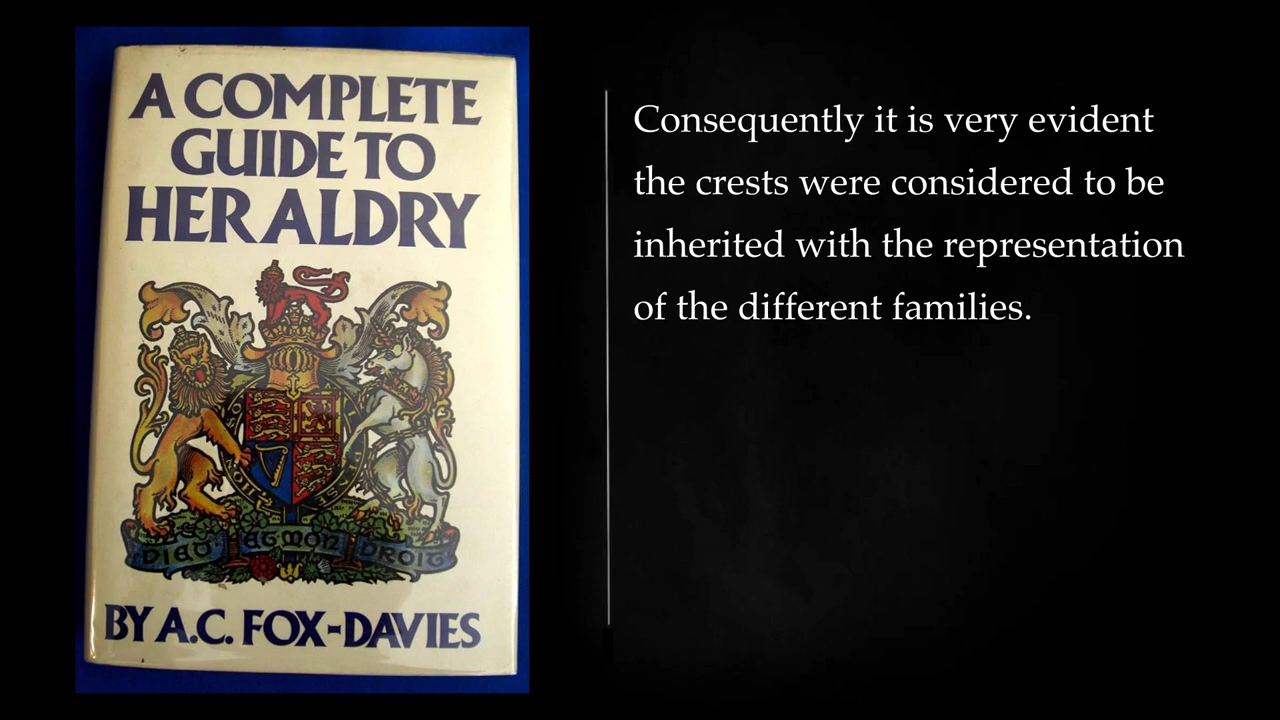 A COMPLETE
GUIDE TO
HERALDRY
DIEU ET MON DROIT
BY A.C. FOX-DAVIES
Consequently it is very evident
the crests were considered to be
inherited with the representation
of the different families.